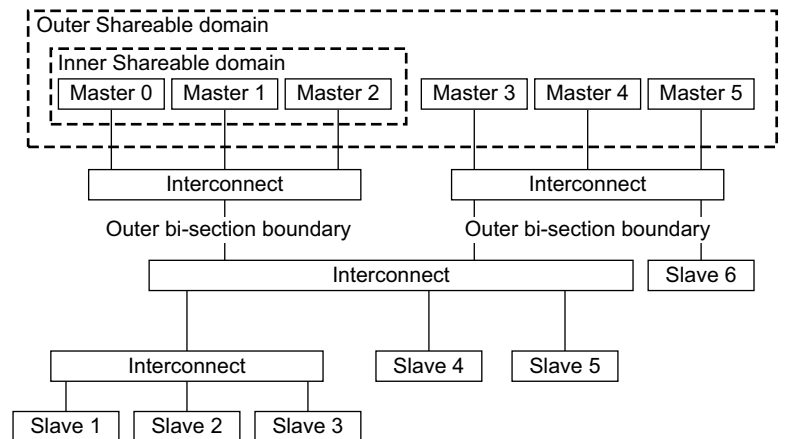 Outer Shareable domain
Inner Shareable domain
Master 0 Master 1 Master 2 Master 3 Master 4 Master 5
Interconnect Interconnect
Outer bi-section boundary Outer bi-section boundary
Interconnect Slave 6
Interconnect Slave 4 Slave 5
Slave 1 Slave 2 Slave 3